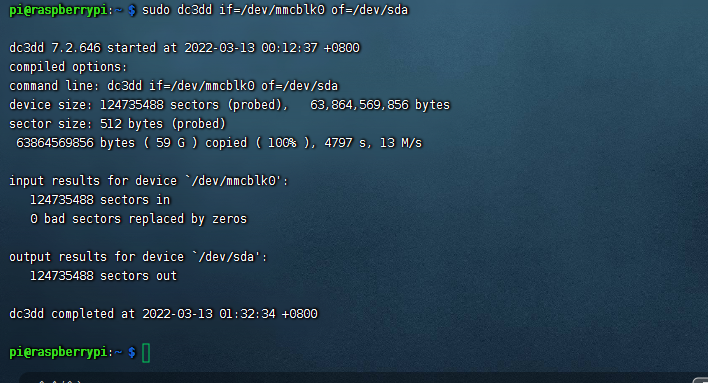 pi@raspberrypi:~ $ sudo dc3dd if=/dev/mmcblk0 of=/dev/sda
dc3dd 7.2.646 started at 2022-03-13 00:12:37 +0800
compiled options:
command line: dc3dd if=/dev/mmcblk0 of=/dev/sda
device size: 124735488 sectors (probed),   63,864,569,856 bytes
sector size: 512 bytes (probed)
 63864569856 bytes ( 59 G ) copied ( 100% ), 4797 s, 13 M/s
input results for device `/dev/mmcblk0':
   124735488 sectors in
   0 bad sectors replaced by zeros
output results for device `/dev/sda':
   124735488 sectors out
dc3dd completed at 2022-03-13 01:32:34 +0800
pi@raspberrypi:~ $